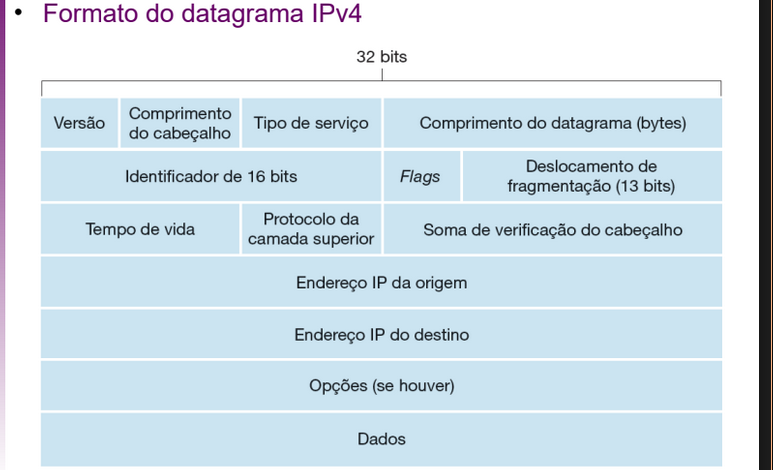 • Formato do datagrama IPv4
32 bits
Versão
Comprimento
do cabeçalho
Tipo de serviço
Comprimento do datagrama (bytes)
Identificador de 16 bits
Flags
Deslocamento de
fragmentação (13 bits)
Tempo de vida
Protocolo da
camada superior
Soma de verificação do cabeçalho
Endereço IP da origem
Endereço IP do destino
Opções (se houver)
Dados